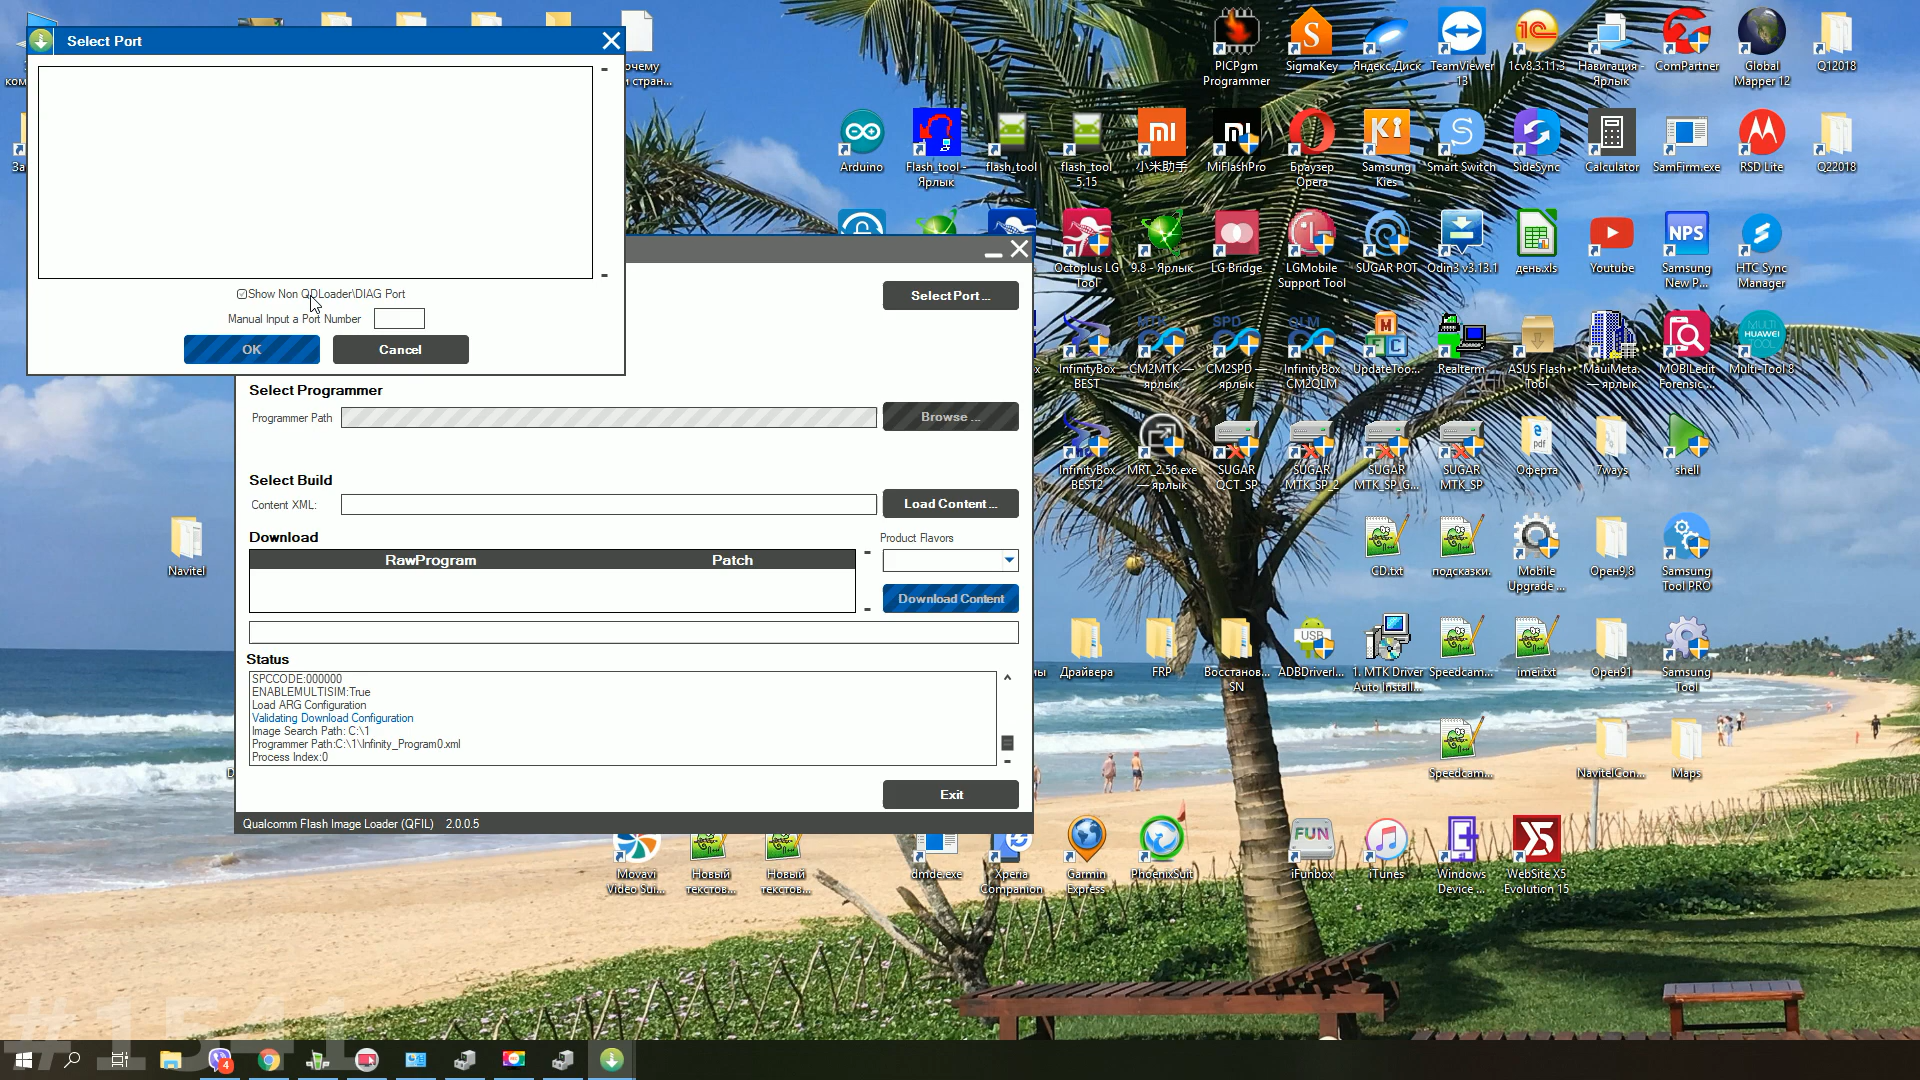 Select Port
Show Non QDLoader\DIAG Port
Manual Input a Port Number
OK
Cancel
Select Port ...
Select Programmer
Programmer Path
Browse ...
Select Build
Content XML:
Load Content ...
Download
Product Flavors
RawProgram
Patch
Download Content
Status
SPCCODE:000000
ENABLEMULTISIM:True
Load ARG Configuration
Validating Download Configuration
Image Search Path: C:\1
Programmer Path:C:\1\Infinity_Program0.xml
Process Index:0
Exit
Qualcomm Flash Image Loader (QFIL) 2.0.0.5
PICPgm
Programmer
SigmaKey
Яндекс.Диск
TeamViewer
13
1cv8.3.11.3
Навигация -
Ярлык
ComPartner
Global
Mapper 12
Q12018
Arduino
Flash_tool -
Ярлык
flash_tool
flash_tool
5.15
小米助手
MiFlashPro
Браузер
Opera
Samsung
Kies
Smart Switch
SideSync
Calculator
SamFirm.exe
RSD Lite
Q22018
Octoplus LG
Tool
9.8 - Ярлык
LG Bridge
LGMobile
Support Tool
SUGAR POT
Odin3 v3.13.1
день.xls
Youtube
Samsung
New P...
HTC Sync
Manager
InfinityBox
BEST
CM2MTK —
ярлык
CM2SPD —
ярлык
InfinityBox
CM2QLM
UpdateToo...
Realterm
ASUS Flash
Tool
MauiMeta.
— ярлык
MOBILedit
Forensic ...
Multi-Tool 8
InfinityBox
BEST2
MRT_2.56.exe
— ярлык
SUGAR
QCT_SP
SUGAR
MTK_SP_2
SUGAR
MTK_SP_G...
SUGAR
MTK_SP
Оферта
7ways
shell
Navitel
CD.txt
подсказки.
Mobile
Upgrade ...
Орен9,8
Samsung
Tool PRO
Драйвера
FRP
Восстанов...
SN
ADBDriverI...
1. MTK Driver
Auto Install...
Speedcam...
imei.txt
Орен91
Samsung
Tool
Speedcam...
NavitelCon...
Maps
Movavi
Video Sui...
Новый
текстов...
Новый
текстов...
dmde.exe
Xperia
Companion
Garmin
Express
PhoenixSuit
iFunbox
iTunes
Windows
Device ...
WebSite X5
Evolution 15
#1541
4